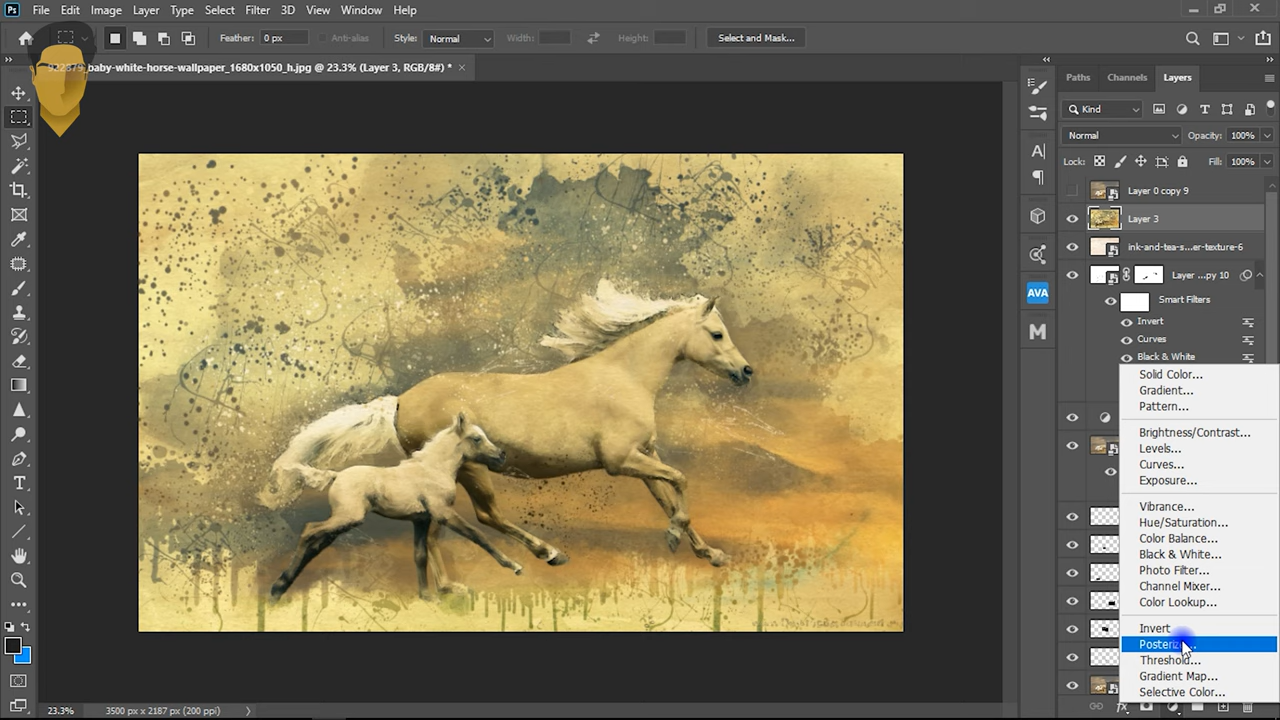 Ps File Edit Image Layer Type Select Filter 3D View Window Help
Feather: 0 px Anti-alias Style: Normal Width: Height: Select and Mask...
baby-white-horse-wallpaper_1680x1050_h.jpg @ 23.3% (Layer 3, RGB/8#) *
Paths Channels Layers
Kind
Normal Opacity: 100%
Lock: Fill: 100%
Layer 0 copy 9
Layer 3
ink-and-tea-s...er-texture-6
Layer ...py 10
Smart Filters
Invert
Curves
Black & White
AVA
M
Solid Color...
Gradient...
Pattern...
Brightness/Contrast...
Levels...
Curves...
Exposure...
Vibrance...
Hue/Saturation...
Color Balance...
Black & White...
Photo Filter...
Channel Mixer...
Color Lookup...
Invert
Threshold...
Gradient Map...
Selective Color...
23.3% 3500 px x 2187 px (200 ppi)